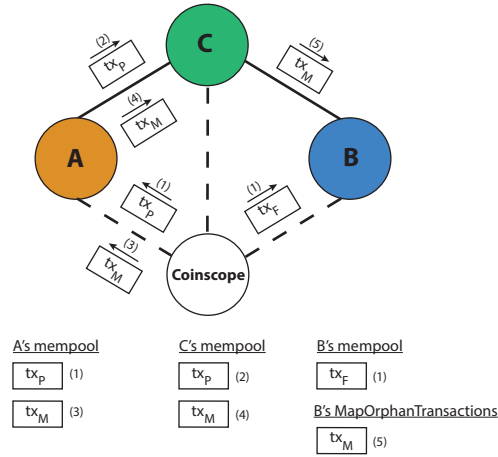 C
(2)
tx_P
(4)
tx_M
(5)
tx_M
A
B
(1)
tx_P
(1)
tx_F
(3)
tx_M
Coinscope
A's mempool
tx_P (1)
tx_M (3)
C's mempool
tx_P (2)
tx_M (4)
B's mempool
tx_F (1)
B's MapOrphanTransactions
tx_M (5)